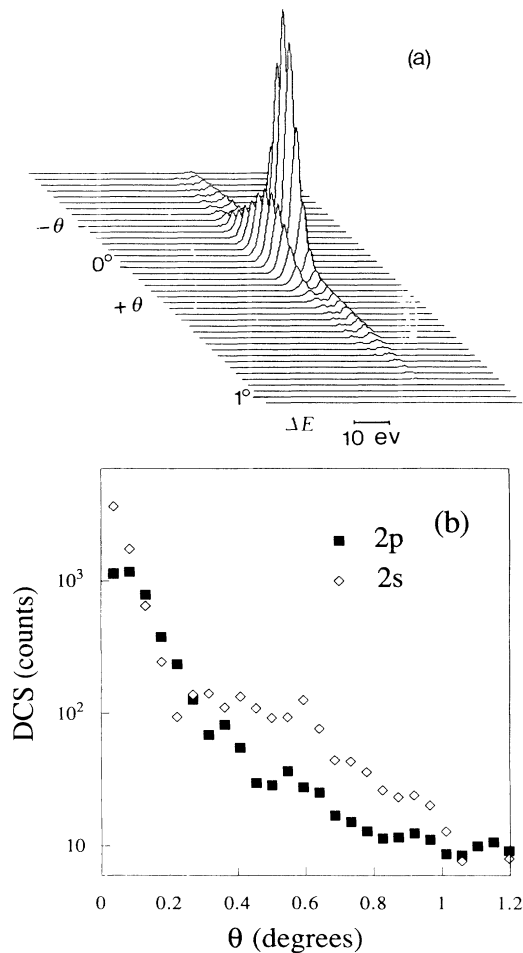 (a)
−θ
0°
+θ
1°
ΔE
10 ev
(b)
■ 2p
◇ 2s
DCS (counts)
10³
10²
10
0 0.2 0.4 0.6 0.8 1 1.2
θ (degrees)